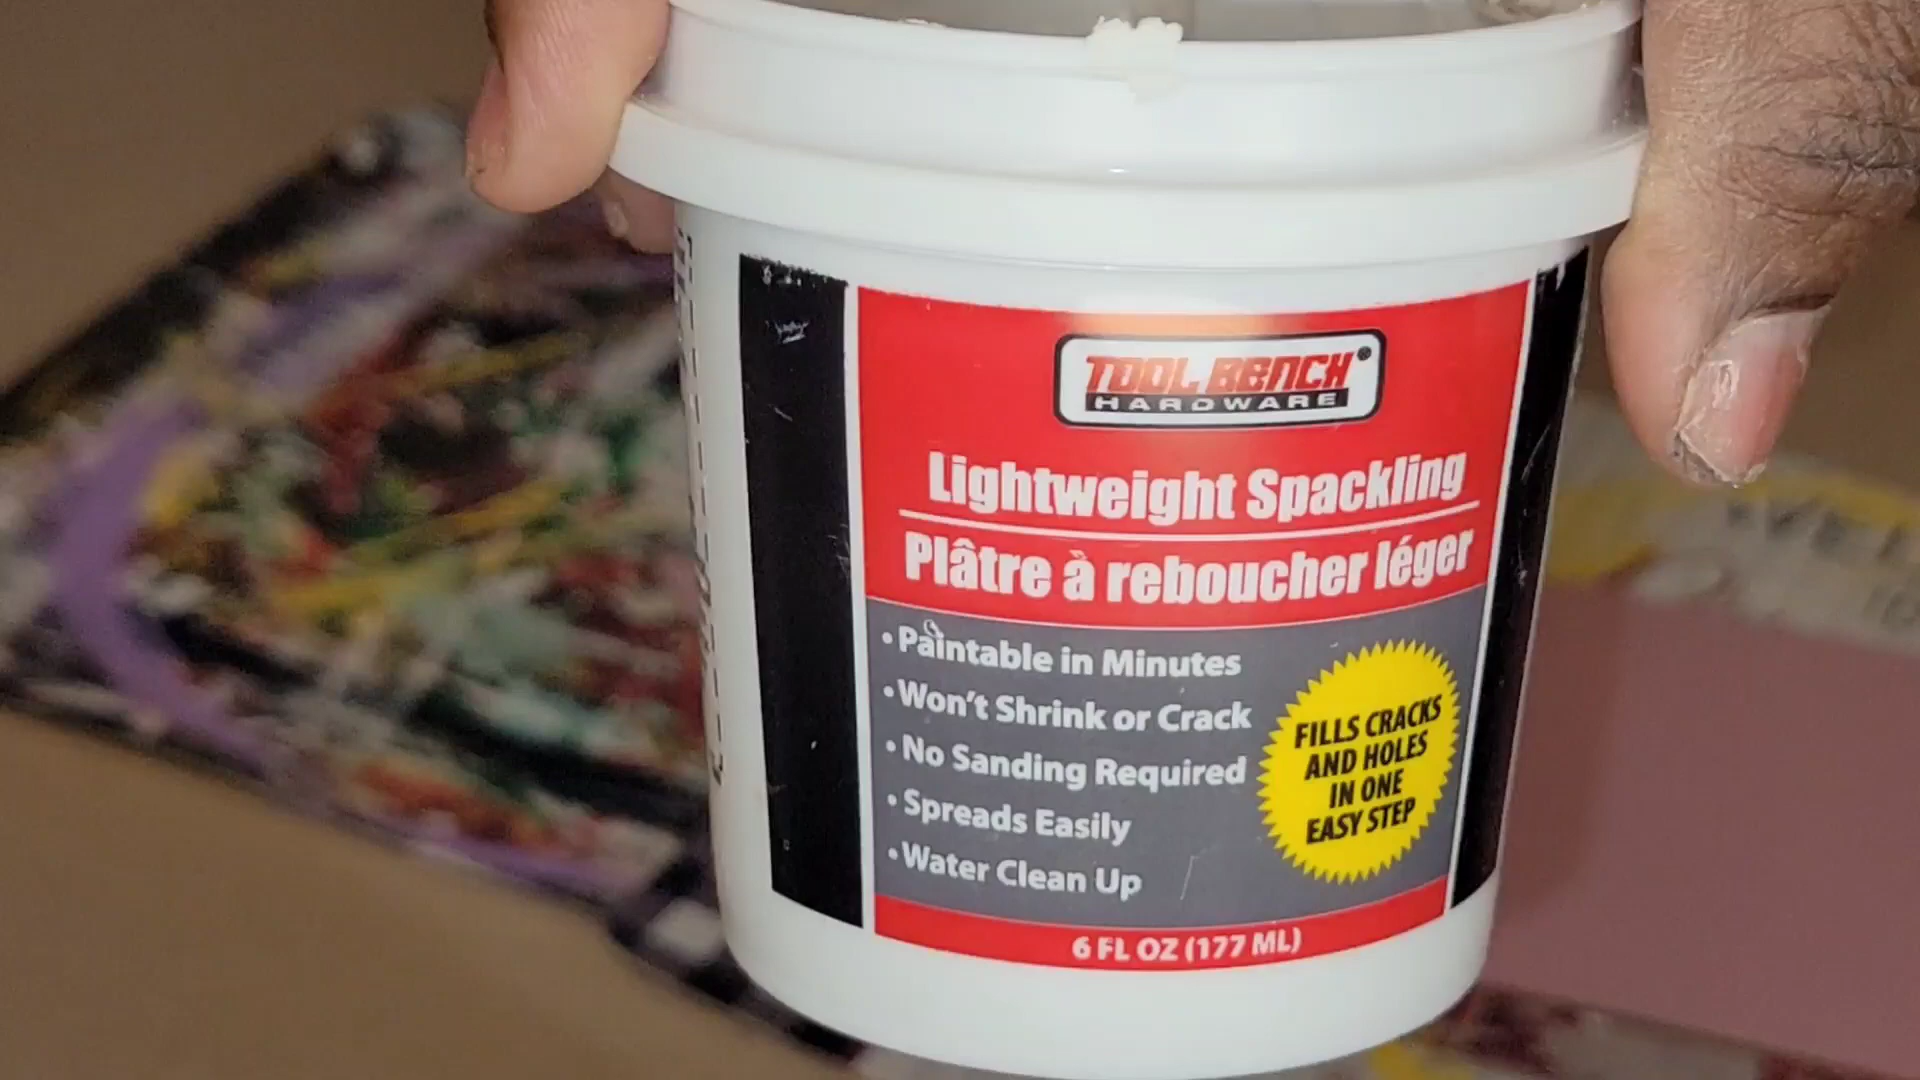 TOOL BENCH®
HARDWARE
Lightweight Spackling
Plâtre à reboucher léger
• Paintable in Minutes
• Won't Shrink or Crack
• No Sanding Required
• Spreads Easily
• Water Clean Up
FILLS CRACKS
AND HOLES
IN ONE
EASY STEP
6 FL OZ (177 ML)